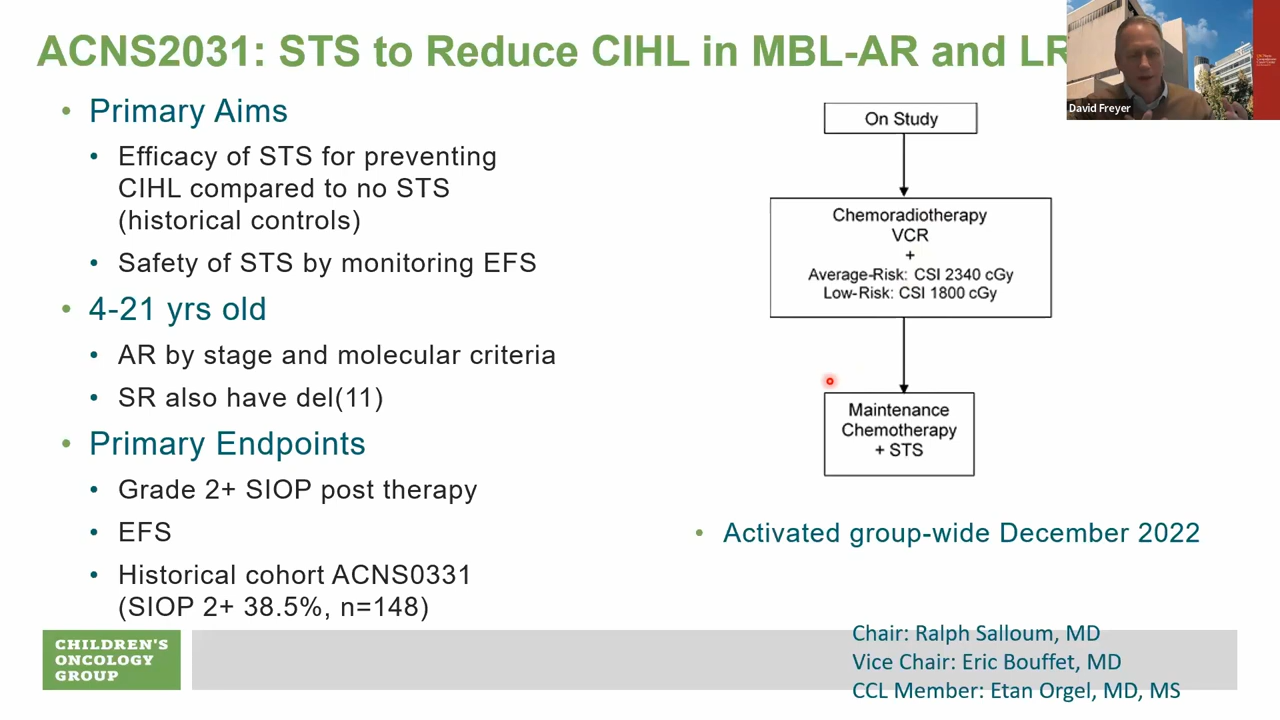 ACNS2031: STS to Reduce CIHL in MBL-AR and LR
David Freyer
• Primary Aims
• Efficacy of STS for preventing
CIHL compared to no STS
(historical controls)
• Safety of STS by monitoring EFS
• 4-21 yrs old
• AR by stage and molecular criteria
• SR also have del(11)
• Primary Endpoints
• Grade 2+ SIOP post therapy
• EFS
• Historical cohort ACNS0331
(SIOP 2+ 38.5%, n=148)
On Study
Chemoradiotherapy
VCR
+
Average-Risk: CSI 2340 cGy
Low-Risk: CSI 1800 cGy
Maintenance
Chemotherapy
+ STS
• Activated group-wide December 2022
CHILDREN'S
ONCOLOGY
GROUP
Chair: Ralph Salloum, MD
Vice Chair: Eric Bouffet, MD
CCL Member: Etan Orgel, MD, MS